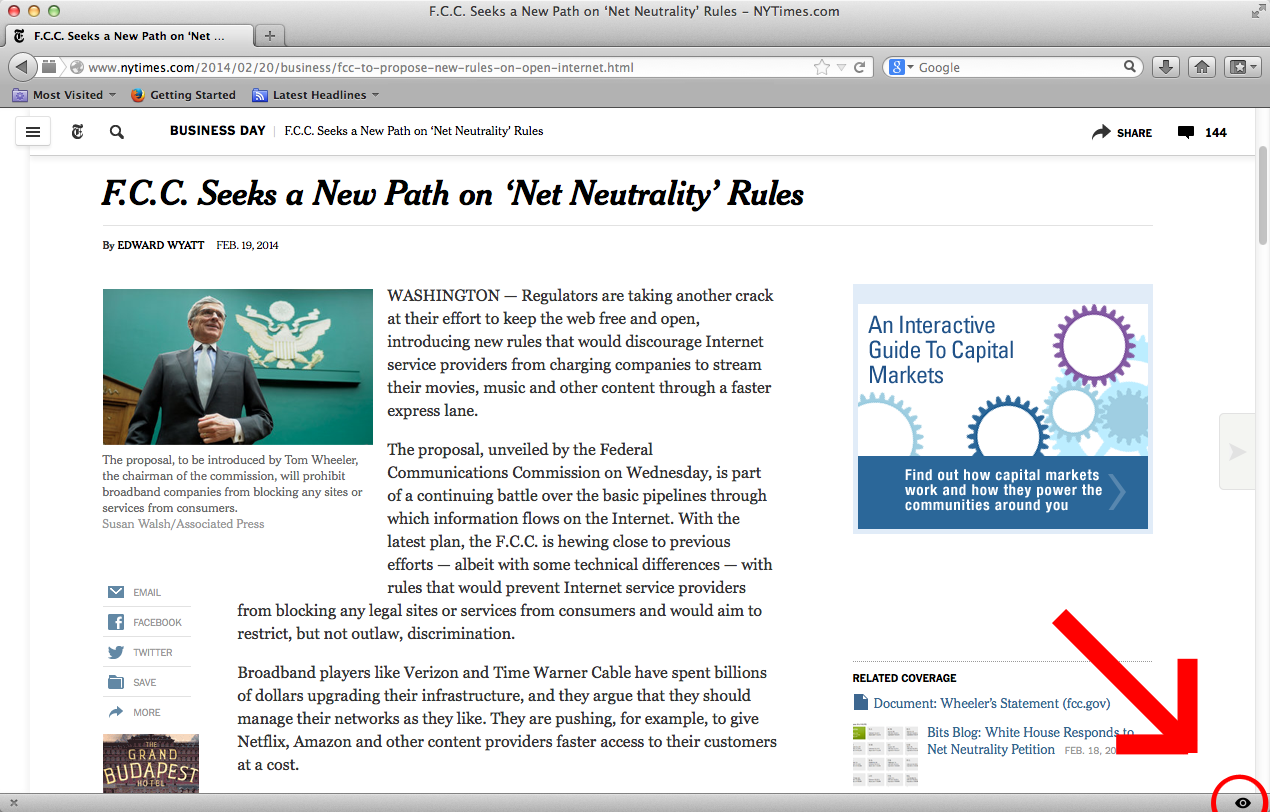 F.C.C. Seeks a New Path on ‘Net Neutrality’ Rules – NYTimes.com
F.C.C. Seeks a New Path on ‘Net ...
www.nytimes.com/2014/02/20/business/fcc-to-propose-new-rules-on-open-internet.html
Google
Most Visited
Getting Started
Latest Headlines
BUSINESS DAY
F.C.C. Seeks a New Path on ‘Net Neutrality’ Rules
SHARE
144
F.C.C. Seeks a New Path on ‘Net Neutrality’ Rules
By EDWARD WYATT FEB. 19, 2014
The proposal, to be introduced by Tom Wheeler,
the chairman of the commission, will prohibit
broadband companies from blocking any sites or
services from consumers.
Susan Walsh/Associated Press
WASHINGTON — Regulators are taking another crack
at their effort to keep the web free and open,
introducing new rules that would discourage Internet
service providers from charging companies to stream
their movies, music and other content through a faster
express lane.
The proposal, unveiled by the Federal
Communications Commission on Wednesday, is part
of a continuing battle over the basic pipelines through
which information flows on the Internet. With the
latest plan, the F.C.C. is hewing close to previous
efforts — albeit with some technical differences — with
rules that would prevent Internet service providers
from blocking any legal sites or services from consumers and would aim to
restrict, but not outlaw, discrimination.
Broadband players like Verizon and Time Warner Cable have spent billions
of dollars upgrading their infrastructure, and they argue that they should
manage their networks as they like. They are pushing, for example, to give
Netflix, Amazon and other content providers faster access to their customers
at a cost.
EMAIL
FACEBOOK
TWITTER
SAVE
MORE
THE
GRAND
BUDAPEST
HOTEL
An Interactive
Guide To Capital
Markets
Find out how capital markets
work and how they power the
communities around you
RELATED COVERAGE
Document: Wheeler’s Statement (fcc.gov)
Bits Blog: White House Responds to
Net Neutrality Petition FEB. 18,